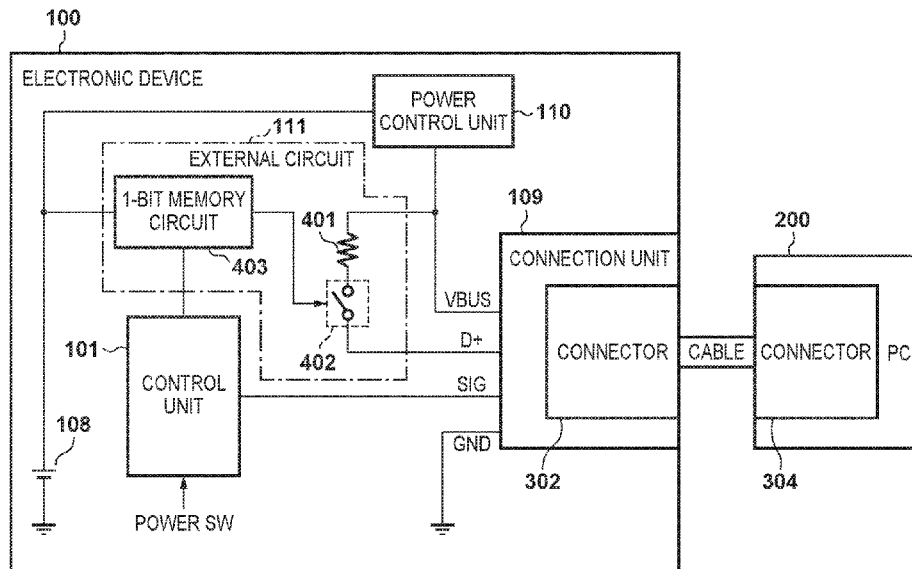 100
ELECTRONIC DEVICE
POWER
CONTROL UNIT
110
111
EXTERNAL CIRCUIT
1-BIT MEMORY
CIRCUIT
403
401
402
109
CONNECTION UNIT
200
VBUS
D+
SIG
GND
CONNECTOR
302
CABLE
CONNECTOR
304
PC
101
CONTROL
UNIT
108
POWER SW